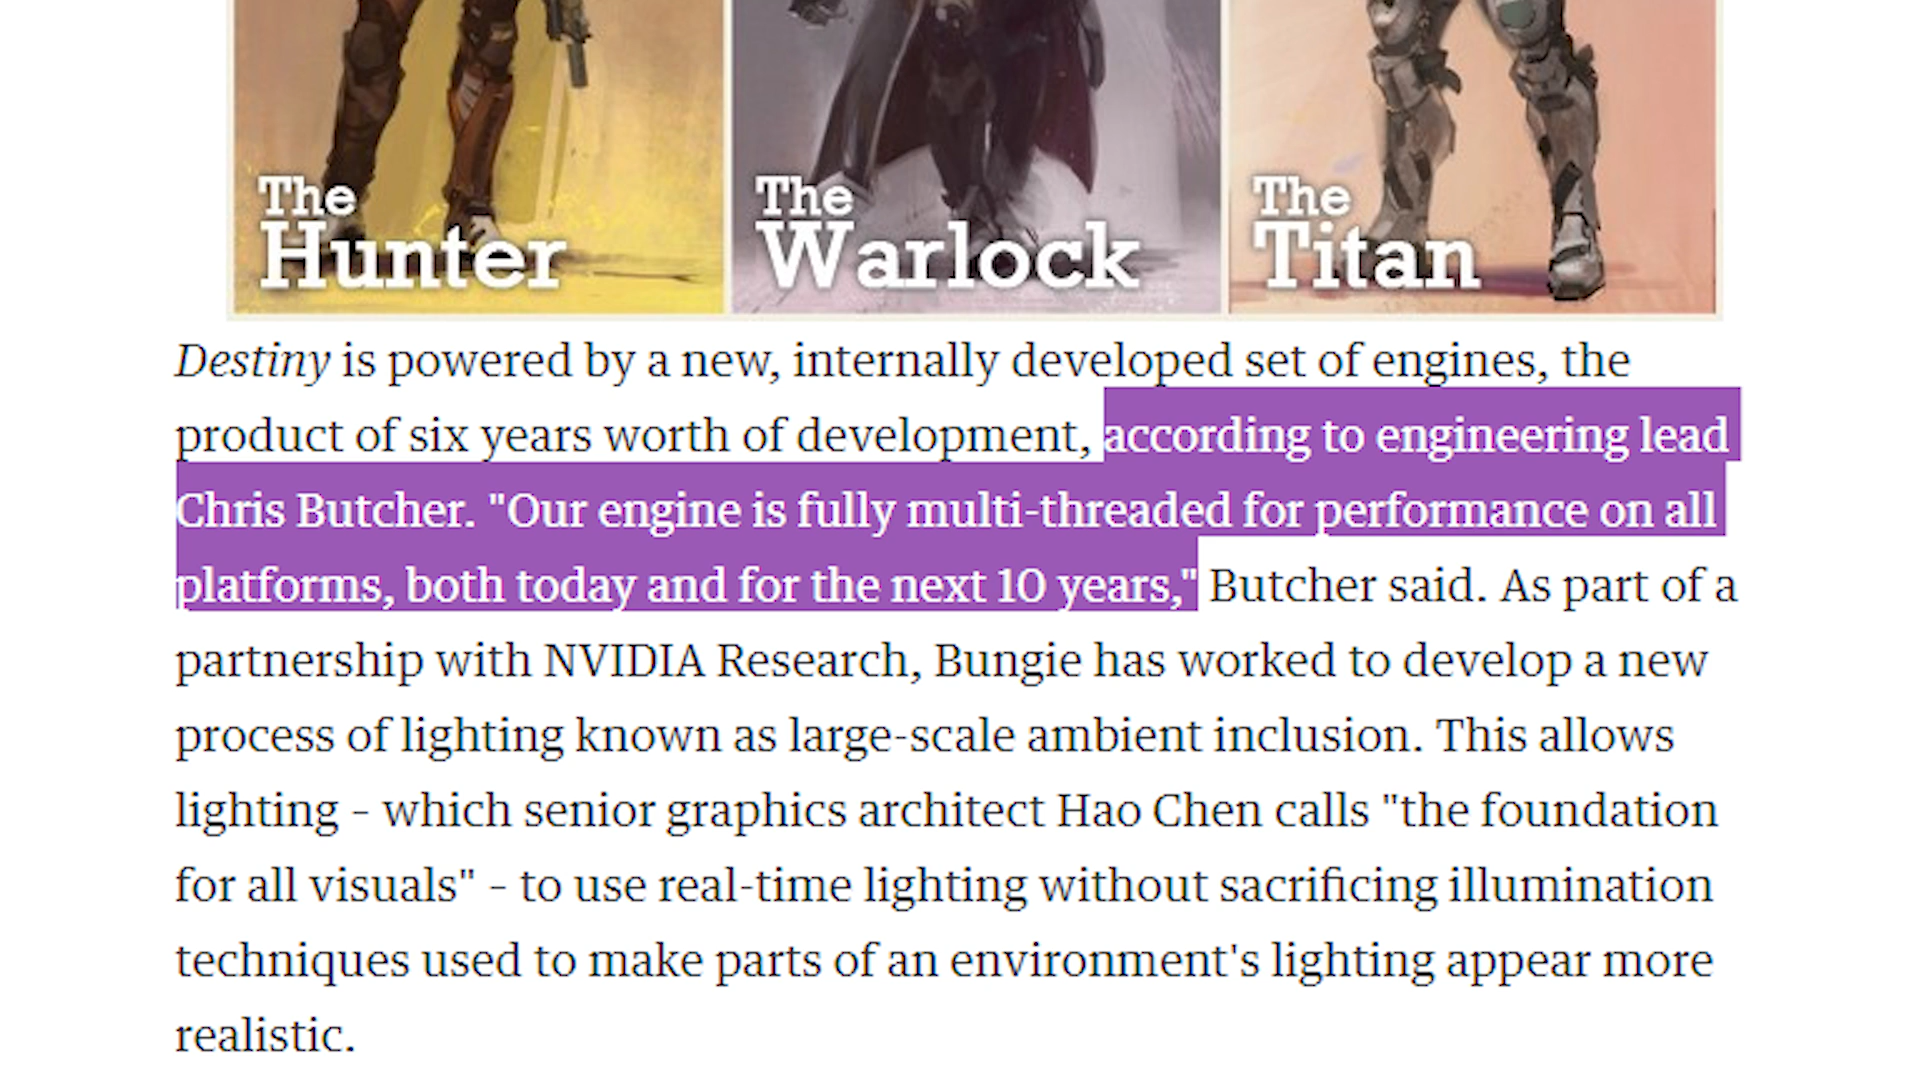 The
Hunter
The
Warlock
The
Titan
Destiny is powered by a new, internally developed set of engines, the
product of six years worth of development, according to engineering lead
Chris Butcher. "Our engine is fully multi-threaded for performance on all
platforms, both today and for the next 10 years," Butcher said. As part of a
partnership with NVIDIA Research, Bungie has worked to develop a new
process of lighting known as large-scale ambient inclusion. This allows
lighting – which senior graphics architect Hao Chen calls "the foundation
for all visuals" – to use real-time lighting without sacrificing illumination
techniques used to make parts of an environment's lighting appear more
realistic.